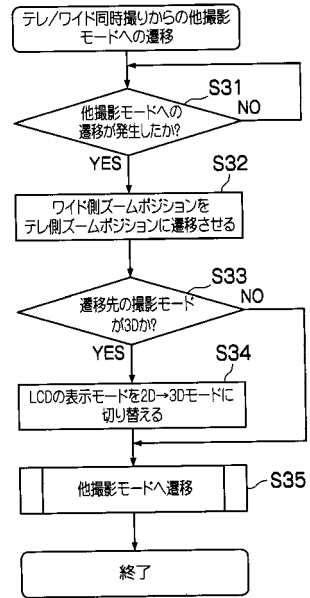 テレ/ワイド同時撮りからの他撮影
モードへの遷移
S31
他撮影モードへの
遷移が発生したか?
NO
YES
S32
ワイド側ズームポジションを
テレ側ズームポジションに遷移させる
S33
遷移先の撮影モード
が3Dか?
NO
YES
S34
LCDの表示モードを2D→3Dモードに
切り替える
他撮影モードへ遷移
S35
終了